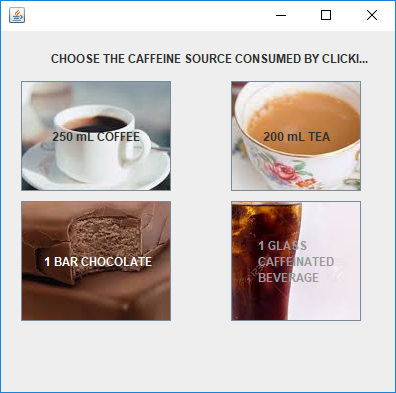 CHOOSE THE CAFFEINE SOURCE CONSUMED BY CLICKI...
250 mL COFFEE
200 mL TEA
1 BAR CHOCOLATE
1 GLASS
CAFFEINATED
BEVERAGE